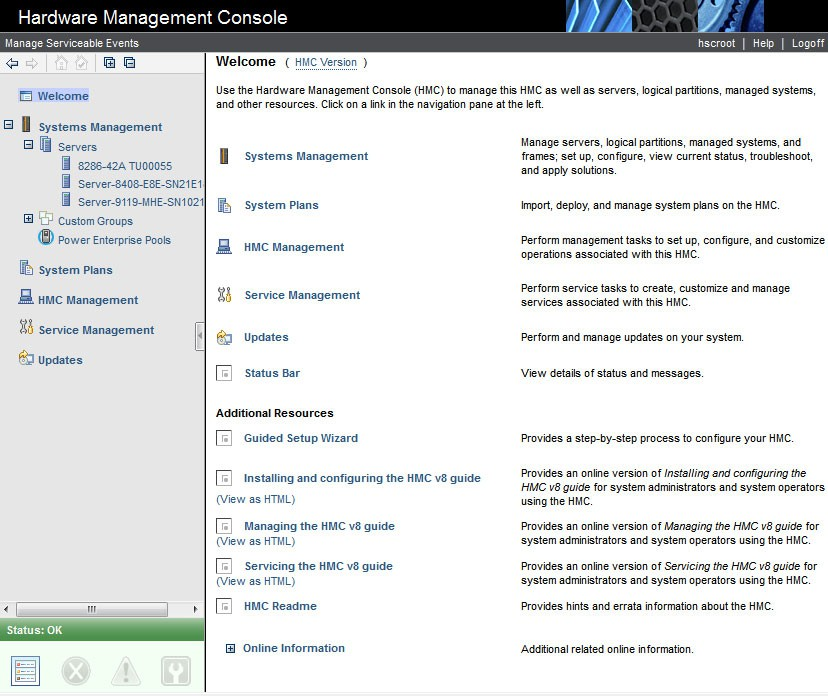 Hardware Management Console
Manage Serviceable Events
hscroot | Help | Logoff
Welcome
Systems Management
Servers
8286-42A TU00055
Server-8408-E8E-SN21E1
Server-9119-MHE-SN1021
Custom Groups
Power Enterprise Pools
System Plans
HMC Management
Service Management
Updates
Status: OK
Welcome ( HMC Version )
Use the Hardware Management Console (HMC) to manage this HMC as well as servers, logical partitions, managed systems,
and other resources. Click on a link in the navigation pane at the left.
Systems Management
Manage servers, logical partitions, managed systems, and
frames; set up, configure, view current status, troubleshoot,
and apply solutions.
System Plans
Import, deploy, and manage system plans on the HMC.
HMC Management
Perform management tasks to set up, configure, and customize
operations associated with this HMC.
Service Management
Perform service tasks to create, customize and manage
services associated with this HMC.
Updates
Perform and manage updates on your system.
Status Bar
View details of status and messages.
Additional Resources
Guided Setup Wizard
Provides a step-by-step process to configure your HMC.
Installing and configuring the HMC v8 guide
(View as HTML)
Provides an online version of Installing and configuring the
HMC v8 guide for system administrators and system operators
using the HMC.
Managing the HMC v8 guide
(View as HTML)
Provides an online version of Managing the HMC v8 guide for
system administrators and system operators using the HMC.
Servicing the HMC v8 guide
(View as HTML)
Provides an online version of Servicing the HMC v8 guide for
system administrators and system operators using the HMC.
HMC Readme
Provides hints and errata information about the HMC.
Online Information
Additional related online information.